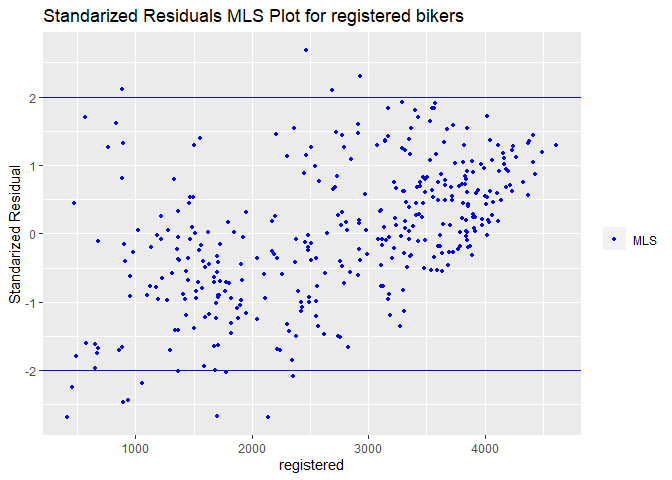 Standarized Residuals MLS Plot for registered bikers
Standarized Residual
2
1
0
-1
-2
1000
2000
3000
4000
registered
MLS